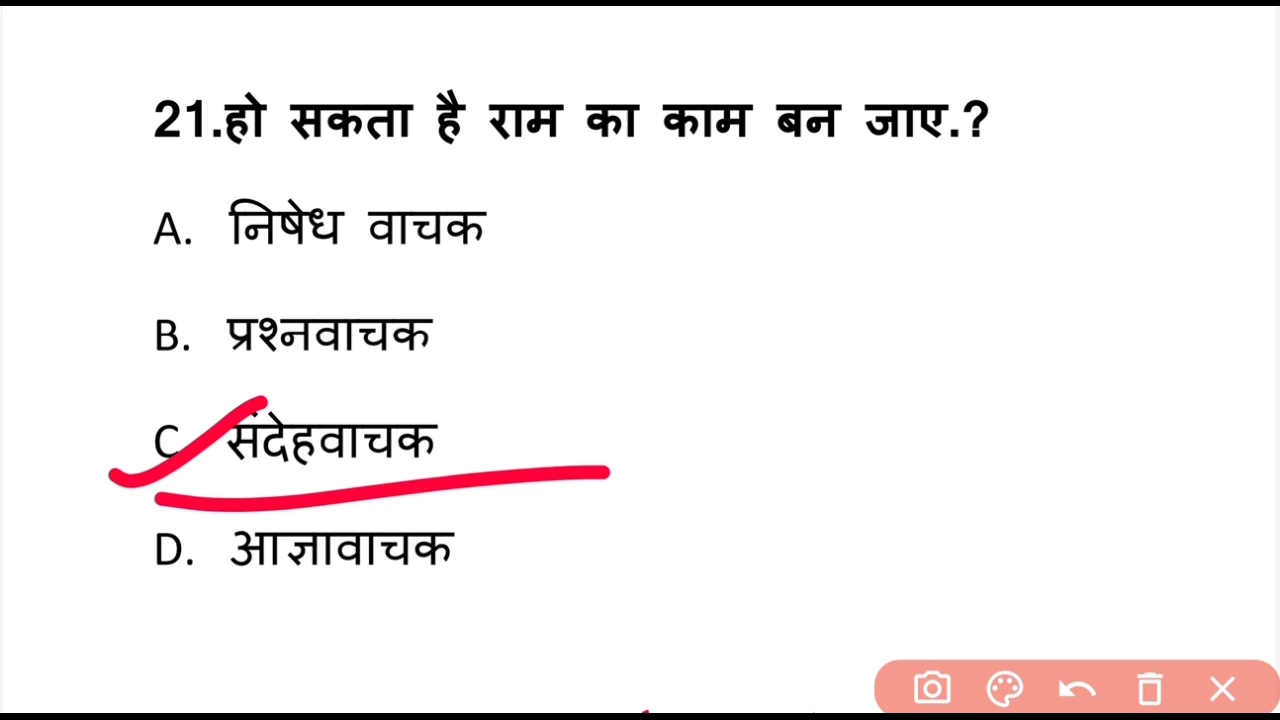 21.हो सकता है राम का काम बन जाए.?
A. निषेध वाचक
B. प्रश्नवाचक
C. संदेहवाचक
D. आज्ञावाचक